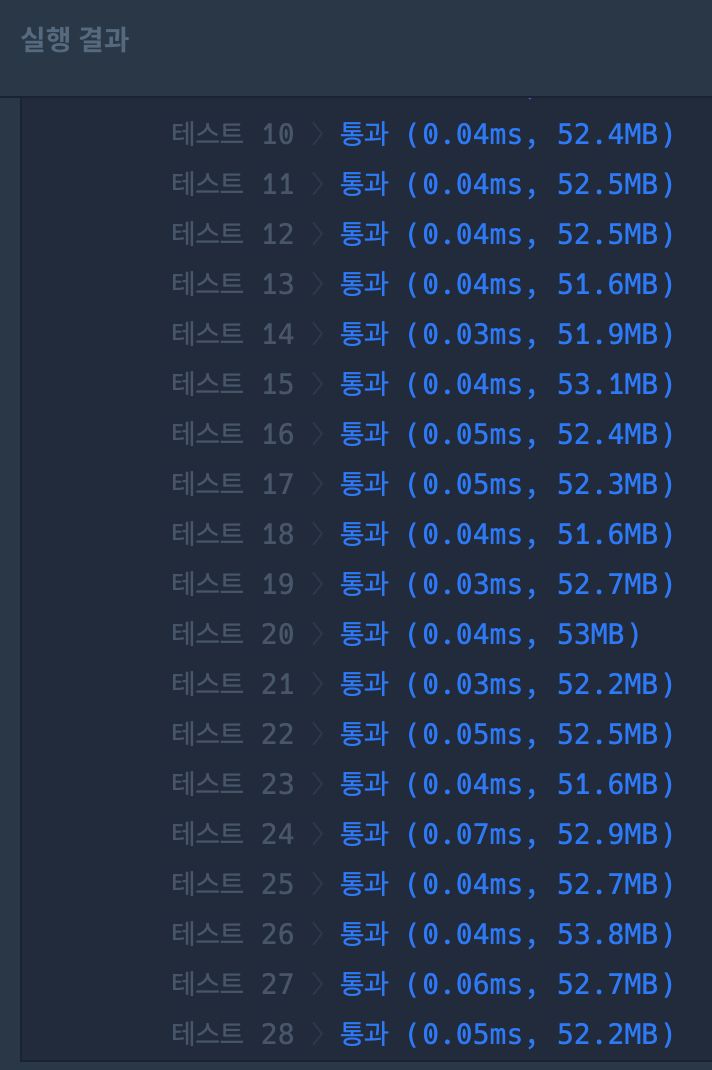 실행 결과
테스트 10 > 통과 (0.04ms, 52.4MB)
테스트 11 > 통과 (0.04ms, 52.5MB)
테스트 12 > 통과 (0.04ms, 52.5MB)
테스트 13 > 통과 (0.04ms, 51.6MB)
테스트 14 > 통과 (0.03ms, 51.9MB)
테스트 15 > 통과 (0.04ms, 53.1MB)
테스트 16 > 통과 (0.05ms, 52.4MB)
테스트 17 > 통과 (0.05ms, 52.3MB)
테스트 18 > 통과 (0.04ms, 51.6MB)
테스트 19 > 통과 (0.03ms, 52.7MB)
테스트 20 > 통과 (0.04ms, 53MB)
테스트 21 > 통과 (0.03ms, 52.2MB)
테스트 22 > 통과 (0.05ms, 52.5MB)
테스트 23 > 통과 (0.04ms, 51.6MB)
테스트 24 > 통과 (0.07ms, 52.9MB)
테스트 25 > 통과 (0.04ms, 52.7MB)
테스트 26 > 통과 (0.04ms, 53.8MB)
테스트 27 > 통과 (0.06ms, 52.7MB)
테스트 28 > 통과 (0.05ms, 52.2MB)